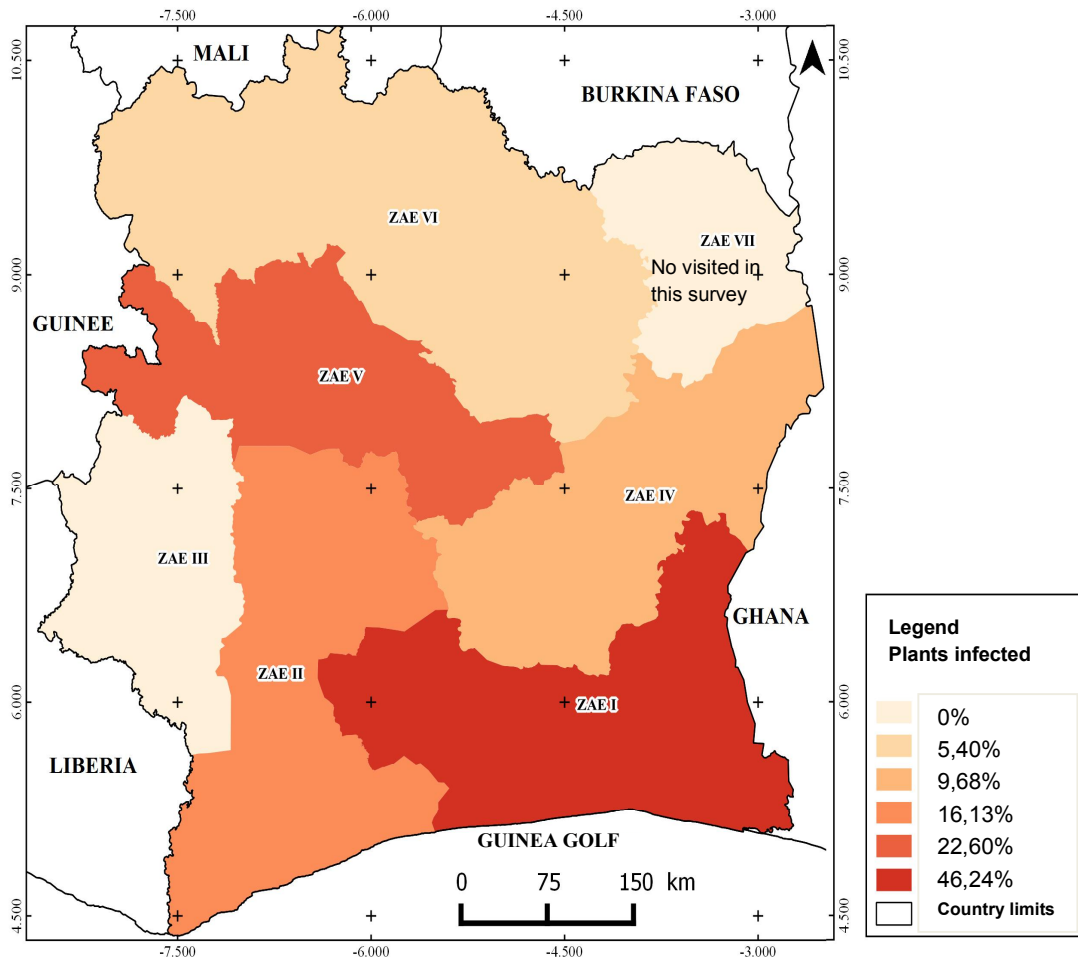 -7.500
-6.000
-4.500
-3.000
10.500
10.500
MALI
BURKINA FASO
ZAE VI
ZAE VII
No visited in
this survey
9.000
9.000
GUINEE
ZAE V
7.500
7.500
ZAE IV
ZAE III
GHANA
ZAE II
ZAE I
6.000
6.000
LIBERIA
GUINEA GOLF
0 75 150 km
4.500
4.500
-7.500
-6.000
-4.500
-3.000
Legend
Plants infected
0%
5,40%
9,68%
16,13%
22,60%
46,24%
Country limits